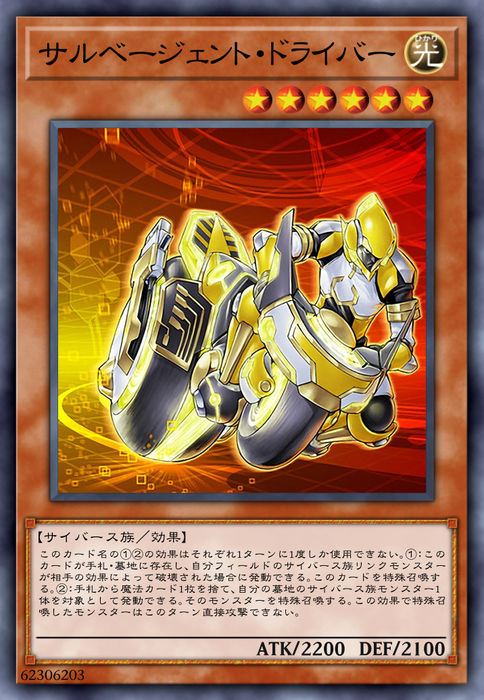 サルベージェント・ドライバー
ひかり
光
【サイバース族／効果】
このカード名の①②の効果はそれぞれ1ターンに1度しか使用できない。①：この
カードが手札・墓地に存在し、自分フィールドのサイバース族リンクモンスター
が相手の効果によって破壊された場合に発動できる。このカードを特殊召喚す
る。②：手札から魔法カード1枚を捨て、自分の墓地のサイバース族モンスター1
体を対象として発動できる。そのモンスターを特殊召喚する。この効果で特殊召
喚したモンスターはこのターン直接攻撃できない。
ATK/2200 DEF/2100
62306203